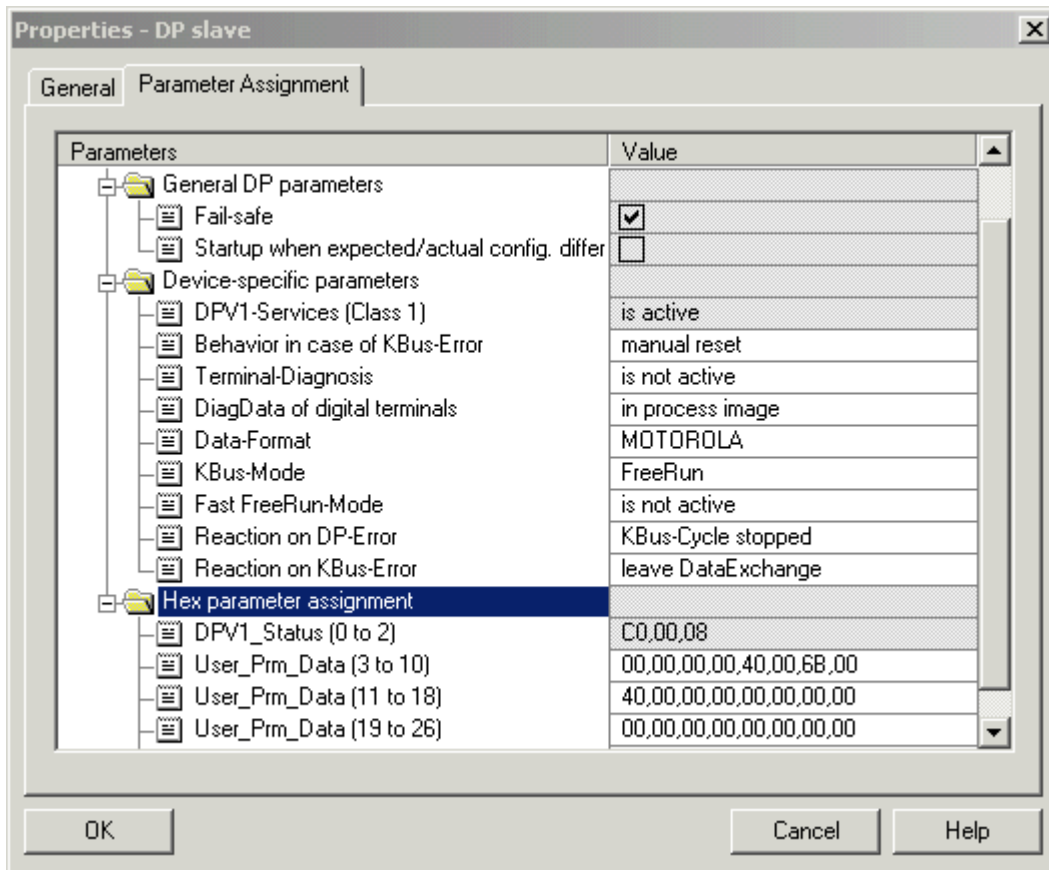 Properties - DP slave
General Parameter Assignment
Parameters Value
General DP parameters
Fail-safe
Startup when expected/actual config. differ
Device-specific parameters
DPV1-Services (Class 1) is active
Behavior in case of KBus-Error manual reset
Terminal-Diagnosis is not active
DiagData of digital terminals in process image
Data-Format MOTOROLA
KBus-Mode FreeRun
Fast FreeRun-Mode is not active
Reaction on DP-Error KBus-Cycle stopped
Reaction on KBus-Error leave DataExchange
Hex parameter assignment
DPV1_Status (0 to 2) C0,00,08
User_Prm_Data (3 to 10) 00,00,00,00,40,00,6B,00
User_Prm_Data (11 to 18) 40,00,00,00,00,00,00,00
User_Prm_Data (19 to 26) 00,00,00,00,00,00,00,00
OK Cancel Help